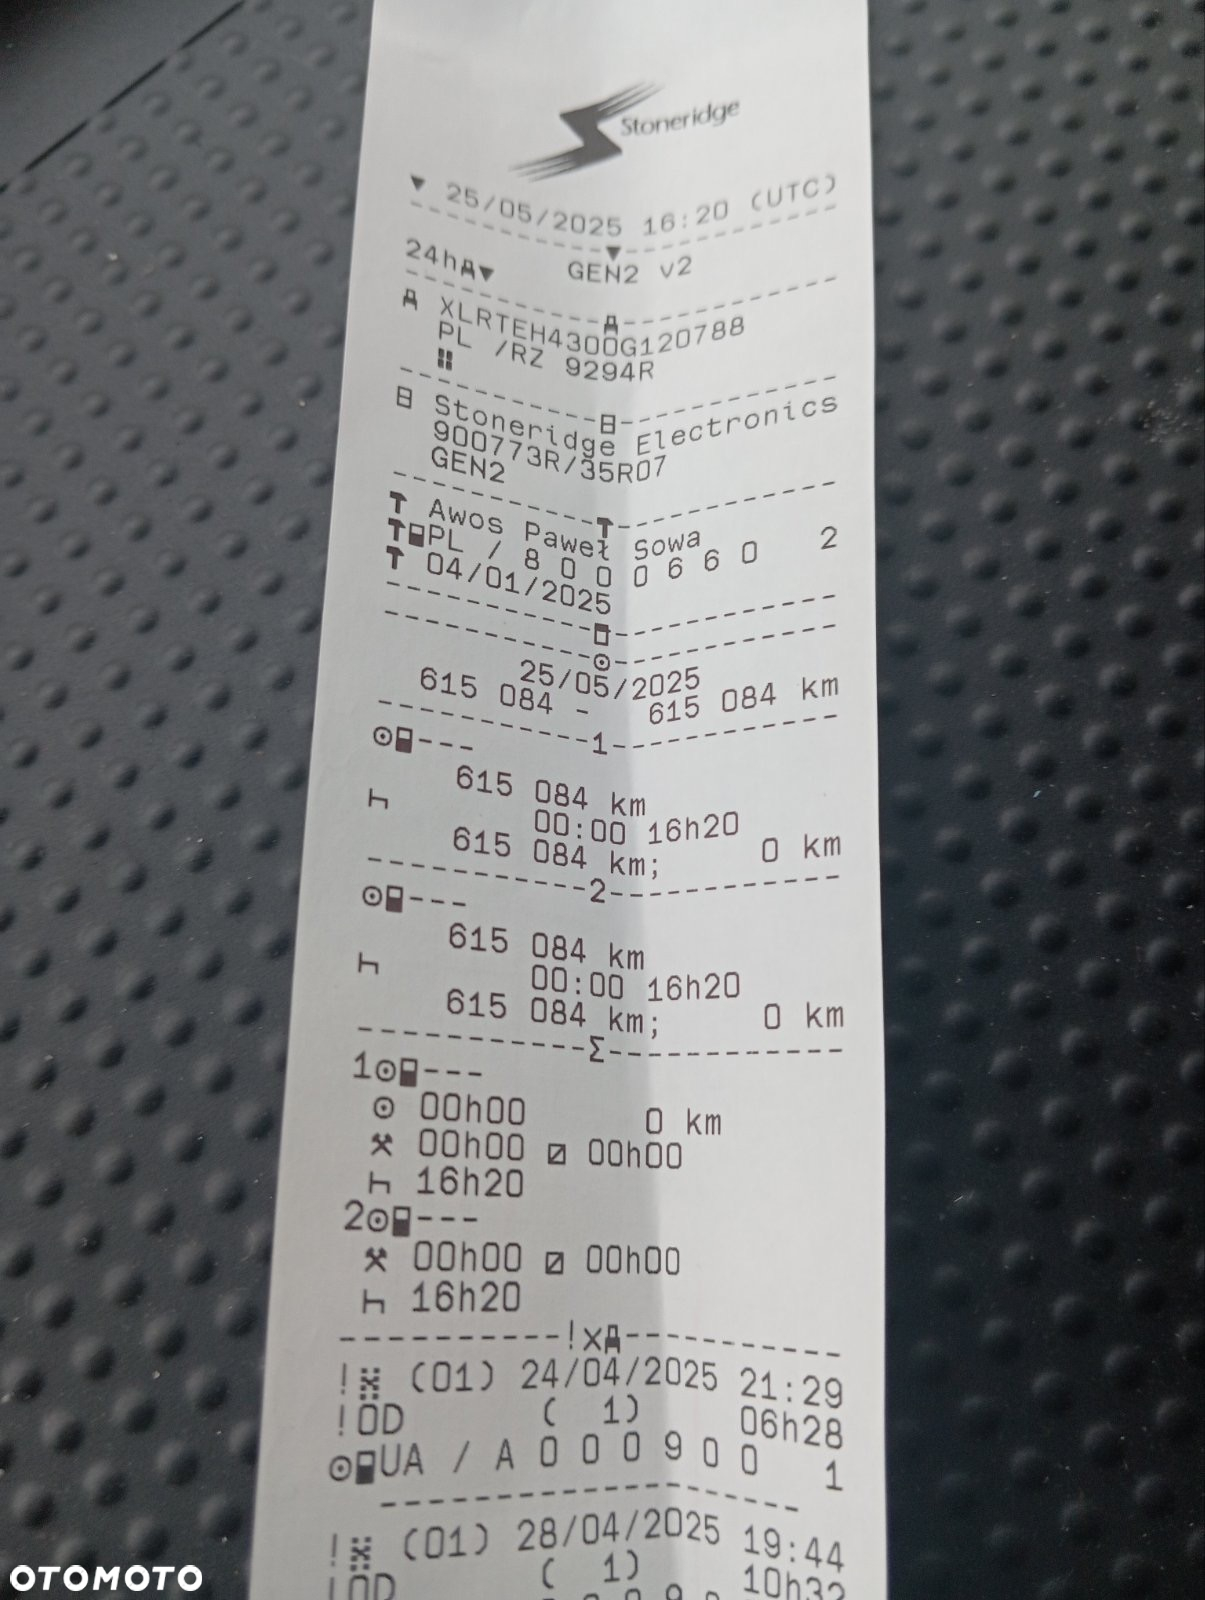 Stoneridge
▼ 25/05/2025 16:20 (UTC)
24h▼ GEN2 v2
XLRTEH4300G120788
PL /RZ 9294R
Stoneridge Electronics
900773R/35R07
GEN2
Awos Paweł Sowa
PL / 8 0 0 0 6 6 0 2
04/01/2025
25/05/2025
615 084 - 615 084 km
----------1-----------
---
615 084 km
00:00 16h20
615 084 km; 0 km
----------2-----------
---
615 084 km
00:00 16h20
615 084 km; 0 km
----------Σ-----------
1---
00h00 0 km
00h00 00h00
16h20
2---
00h00 00h00
16h20
----------!x----------
! (01) 24/04/2025 21:29
!OD ( 1) 06h28
UA / A 0 0 0 9 0 0 1
! (01) 28/04/2025 19:44
!OD ( 1) 10h32
OTOMOTO